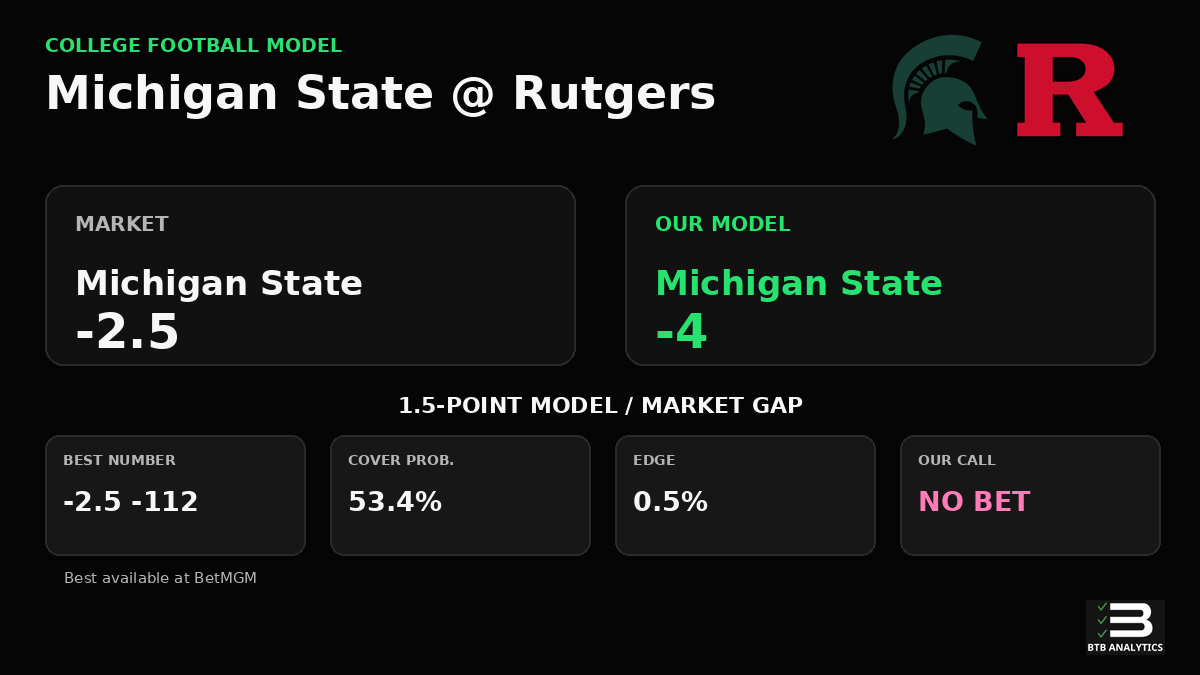 COLLEGE FOOTBALL MODEL
Michigan State @ Rutgers
R
MARKET
Michigan State
-2.5
OUR MODEL
Michigan State
-4
1.5-POINT MODEL / MARKET GAP
BEST NUMBER
-2.5 -112
COVER PROB.
53.4%
EDGE
0.5%
OUR CALL
NO BET
Best available at BetMGM
B
BTB ANALYTICS